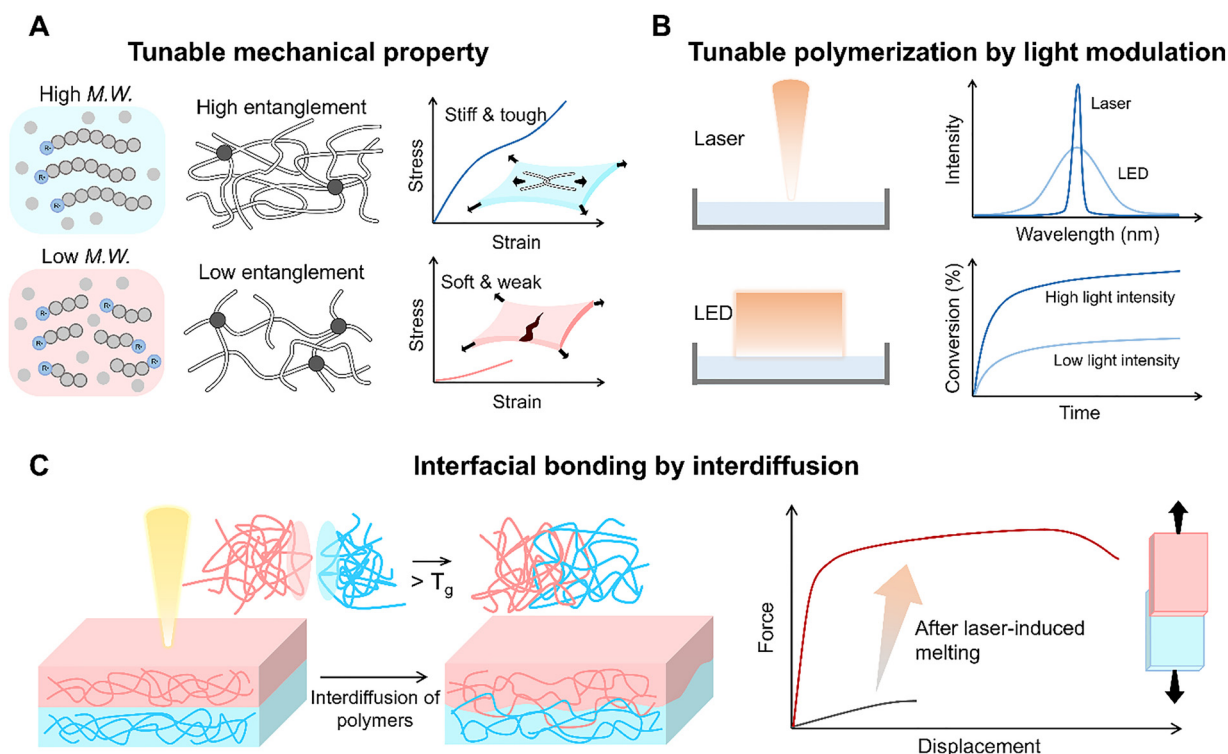 A
Tunable mechanical property
High M.W.
R•
R•
R•
High entanglement
Stiff & tough
Stress
Strain
Low M.W.
R•
R•
R•
R•
R•
R•
Low entanglement
Soft & weak
Stress
Strain
B
Tunable polymerization by light modulation
Laser
Intensity
Laser
LED
Wavelength (nm)
LED
Conversion (%)
High light intensity
Low light intensity
Time
C
Interfacial bonding by interdiffusion
> Tg
Interdiffusion of
polymers
Force
After laser-induced
melting
Displacement